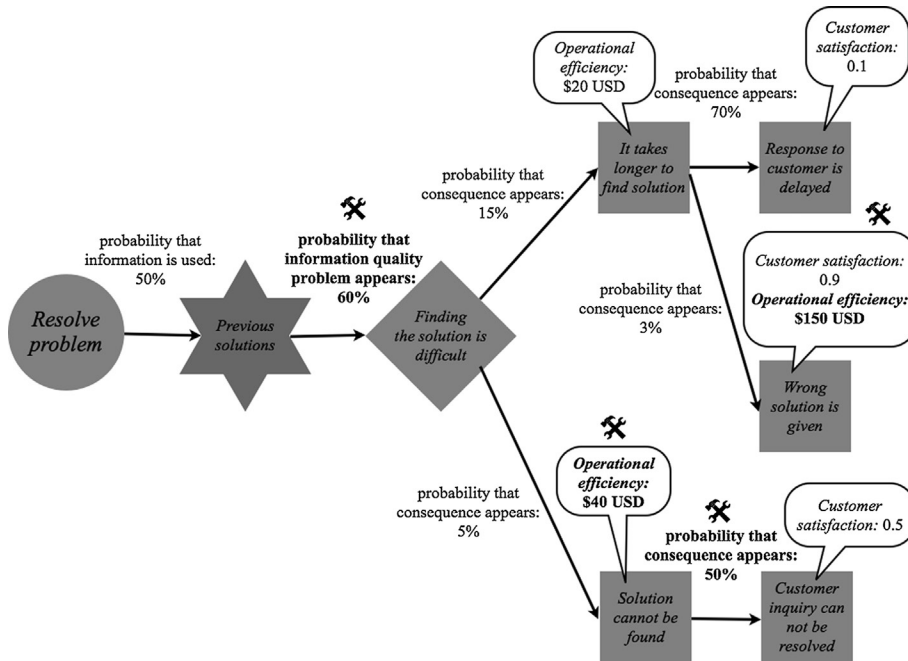 Resolve
problem
probability that
information is used:
50%
Previous
solutions
probability that
information quality
problem appears:
60%
Finding
the solution is
difficult
probability that
consequence appears:
15%
Operational
efficiency:
$20 USD
It takes
longer to
find solution
probability that
consequence appears:
70%
Customer
satisfaction:
0.1
Response to
customer is
delayed
probability that
consequence appears:
3%
Customer satisfaction:
0.9
Operational efficiency:
$150 USD
Wrong
solution is
given
probability that
consequence appears:
5%
Operational
efficiency:
$40 USD
Solution
cannot be
found
probability that
consequence appears:
50%
Customer
satisfaction: 0.5
Customer
inquiry can
not be
resolved